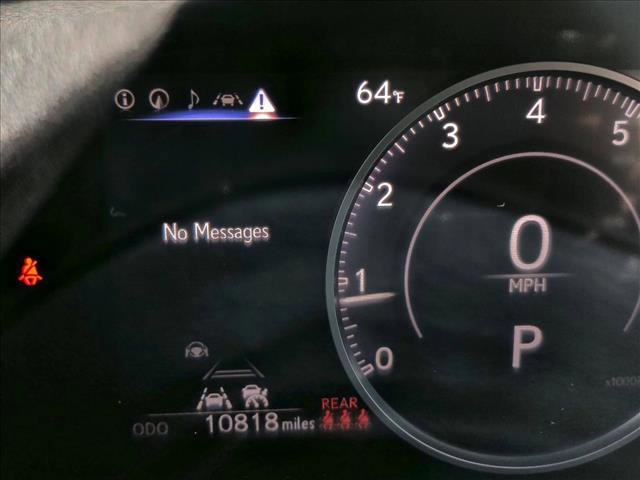 64°F
5
4
3
2
No Messages
0
MPH
1
P
0
x1000
REAR
ODO 10818 miles